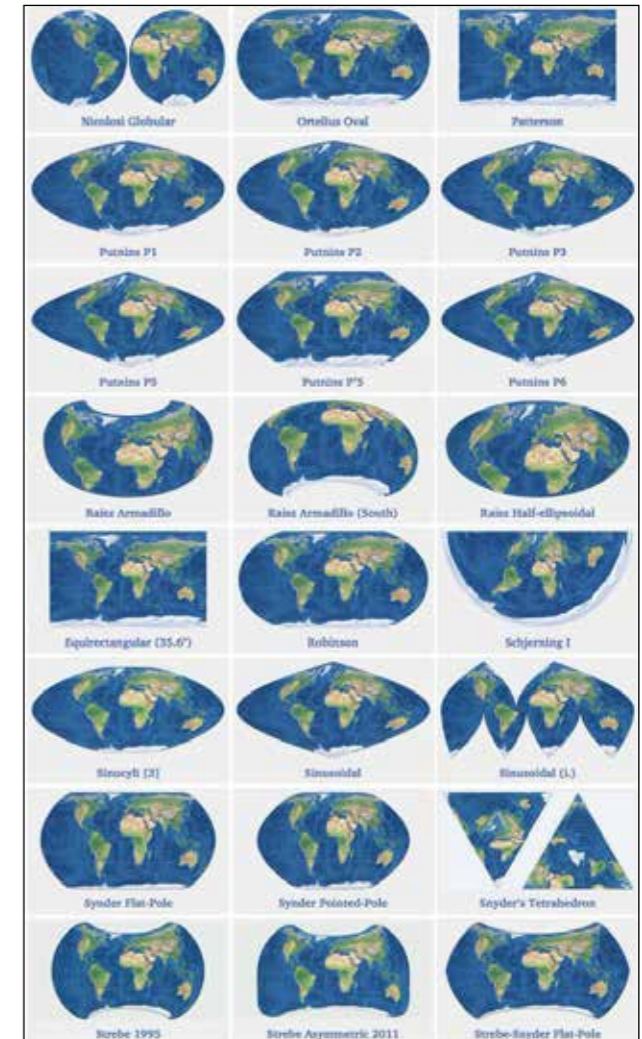 Nicolosi Globular
Ortelius Oval
Patterson
Putnins P1
Putnins P2
Putnins P3
Putnins P5
Putnins P'5
Putnins P6
Raisz Armadillo
Raisz Armadillo (South)
Raisz Half-ellipsoidal
Equirectangular (35.6°)
Robinson
Schjerning I
Sinucyli [3]
Sinusoidal
Sinusoidal (i.)
Synder Flat-Pole
Synder Pointed-Pole
Snyder's Tetrahedron
Strebe 1995
Strebe Asymmetric 2011
Strebe-Snyder Flat-Pole